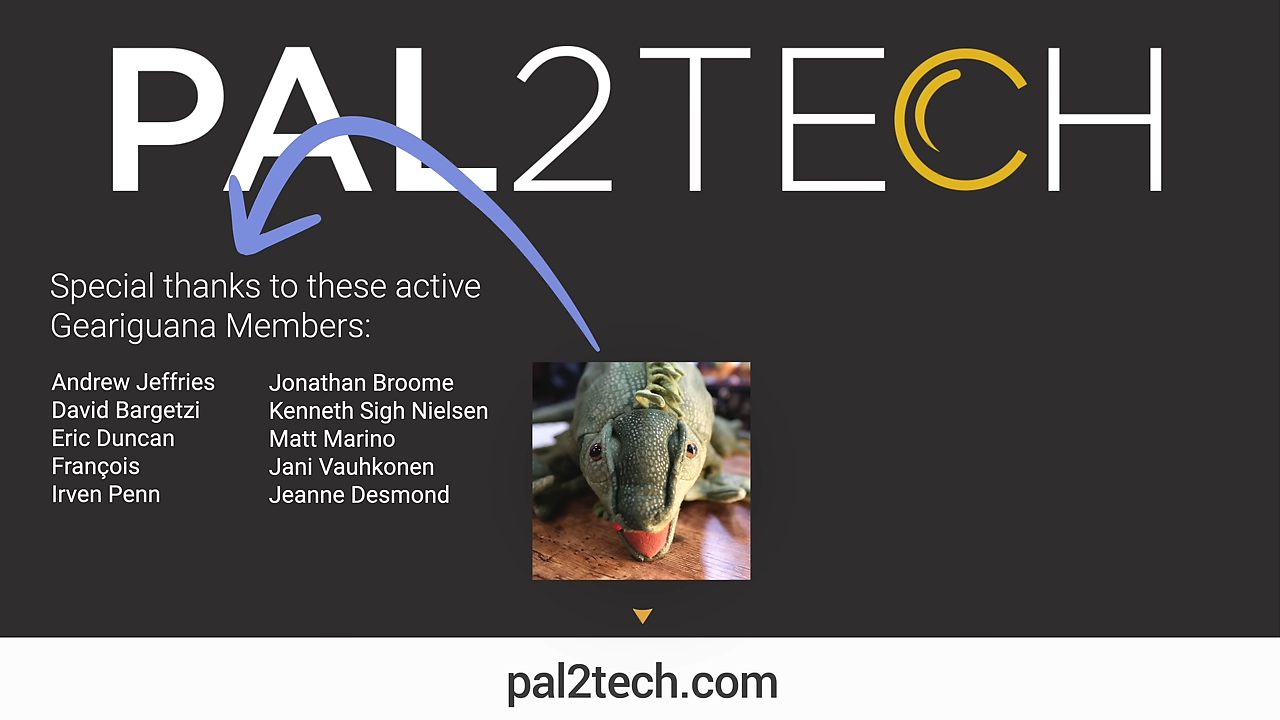 PAL2TECH
Special thanks to these active
Geariguana Members:
Andrew Jeffries
David Bargetzi
Eric Duncan
François
Irven Penn
Jonathan Broome
Kenneth Sigh Nielsen
Matt Marino
Jani Vauhkonen
Jeanne Desmond
pal2tech.com